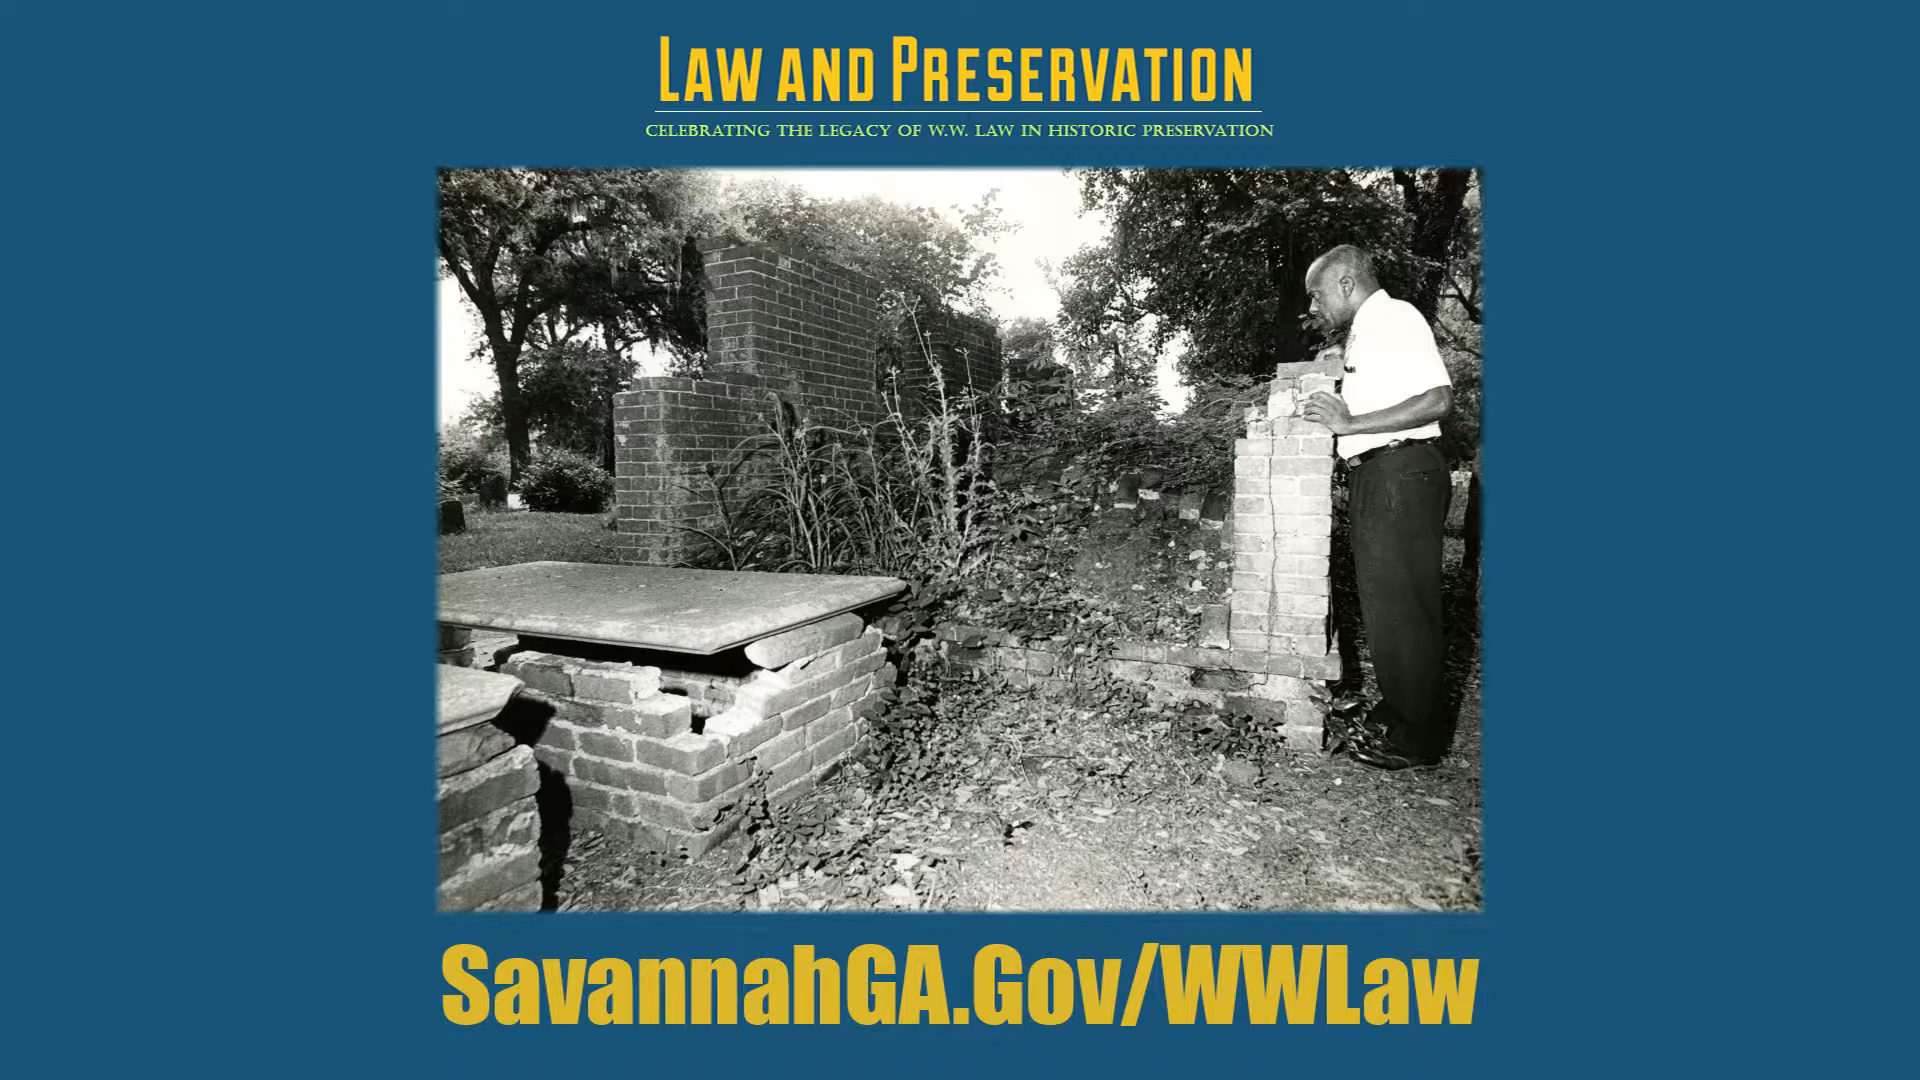 LAW AND PRESERVATION
CELEBRATING THE LEGACY OF W.W. LAW IN HISTORIC PRESERVATION
SavannahGA.Gov/WWLaw